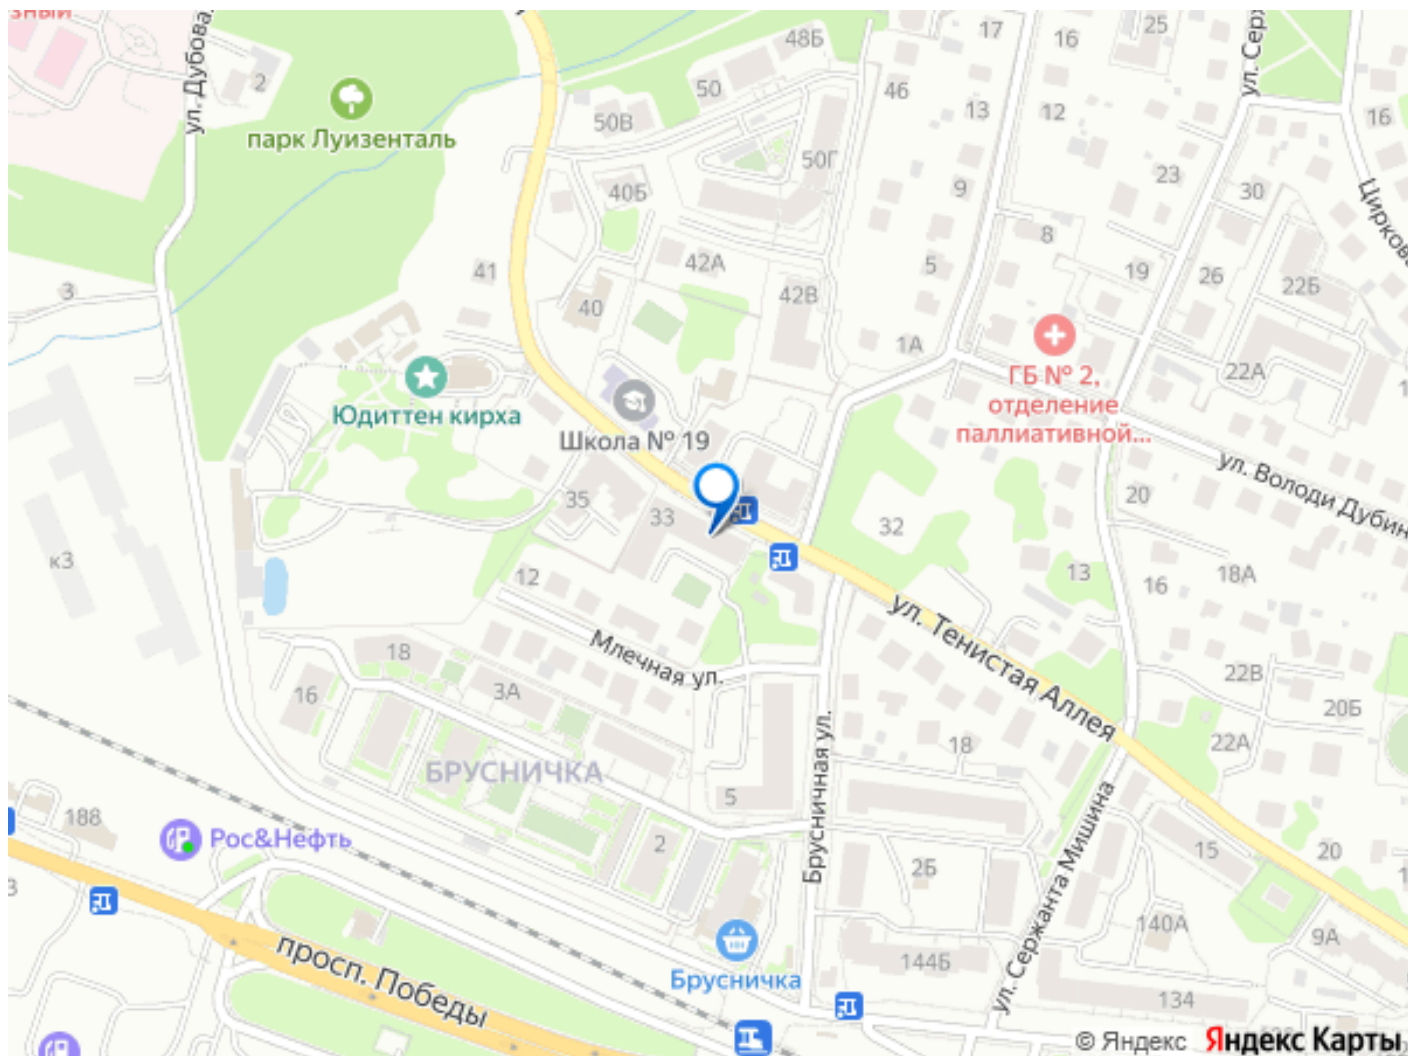 зный
ул. Дубова
2
парк Луизенталь
48Б
50
50В
50Г
40Б
42А
42В
41
40
46
17
13
9
5
1А
16
25
12
8
23
30
19
26
22Б
22А
16
ул. Сер
Цирков
3
Юдиттен кирха
Школа № 19
ГБ № 2,
отделение
паллиативной...
ул. Володи Дубин
35
33
32
20
18А
16
13
к3
12
Млечная ул.
ул. Тенистая Аллея
18
16
3А
22В
20Б
22А
18
БРУСНИЧКА
5
Брусничная ул.
ул. Сержанта Мишина
188
Рос&Нефть
2
2Б
15
20
140А
9А
3
просп. Победы
Брусничка
144Б
134
© Яндекс Яндекс Карты